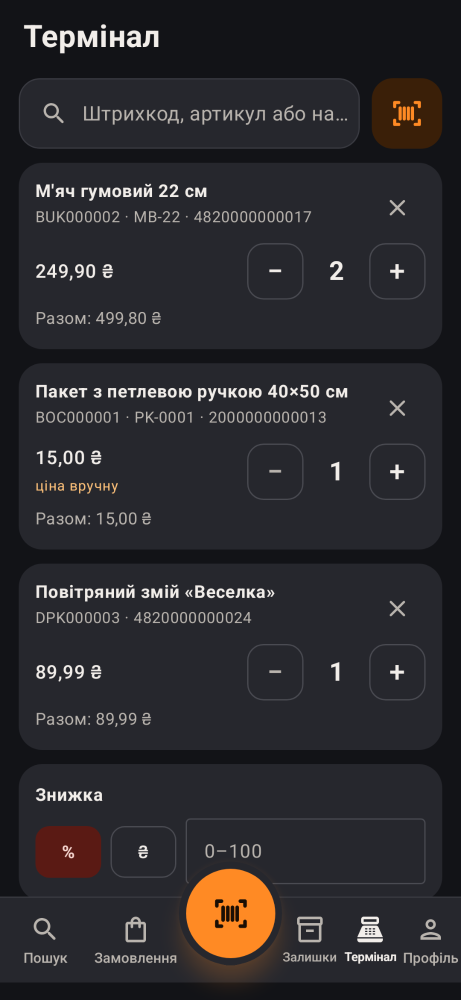 Термінал
Штрихкод, артикул або на…
М'яч гумовий 22 см
BUK000002 · MB-22 · 4820000000017
249,90 ₴
− 2 +
Разом: 499,80 ₴
Пакет з петлевою ручкою 40×50 см
BOC000001 · PK-0001 · 2000000000013
15,00 ₴
− 1 +
ціна вручну
Разом: 15,00 ₴
Повітряний змій «Веселка»
DPK000003 · 4820000000024
89,99 ₴
− 1 +
Разом: 89,99 ₴
Знижка
% ₴ 0–100
Пошук Замовлення Залишки Термінал Профіль